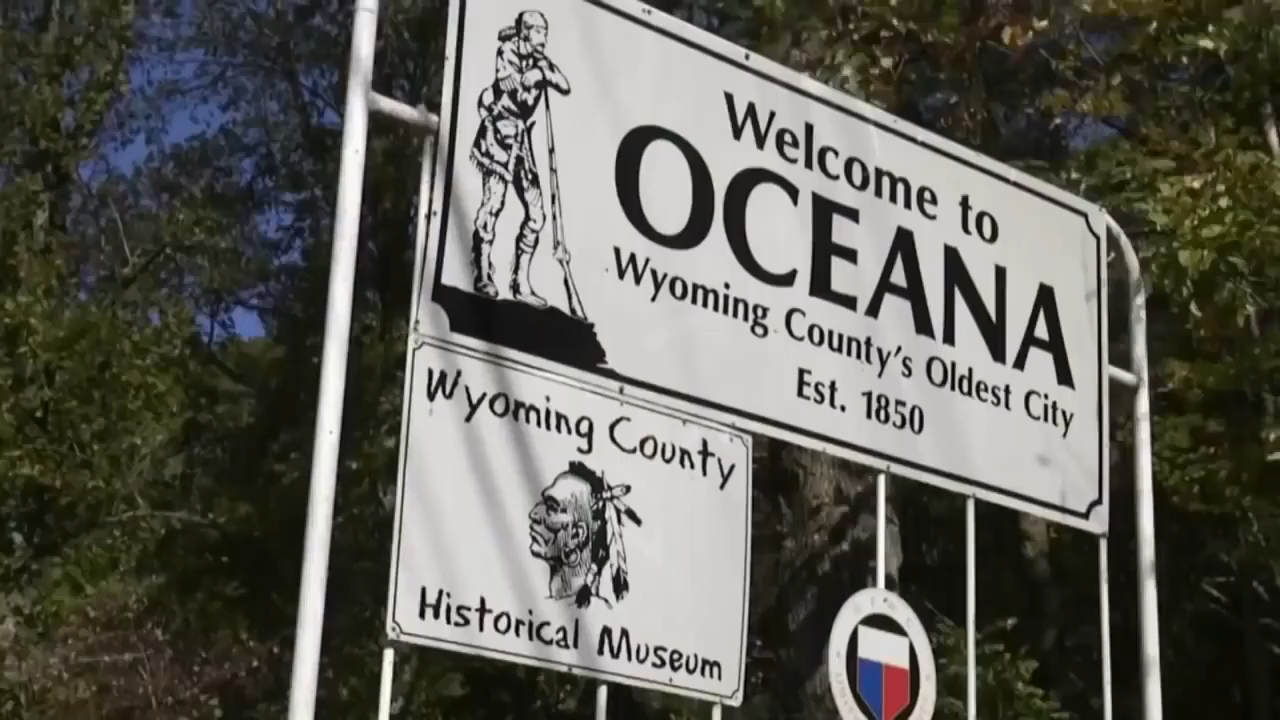 Welcome to
OCEANA
Wyoming County's Oldest City
Est. 1850
Wyoming County
Historical Museum